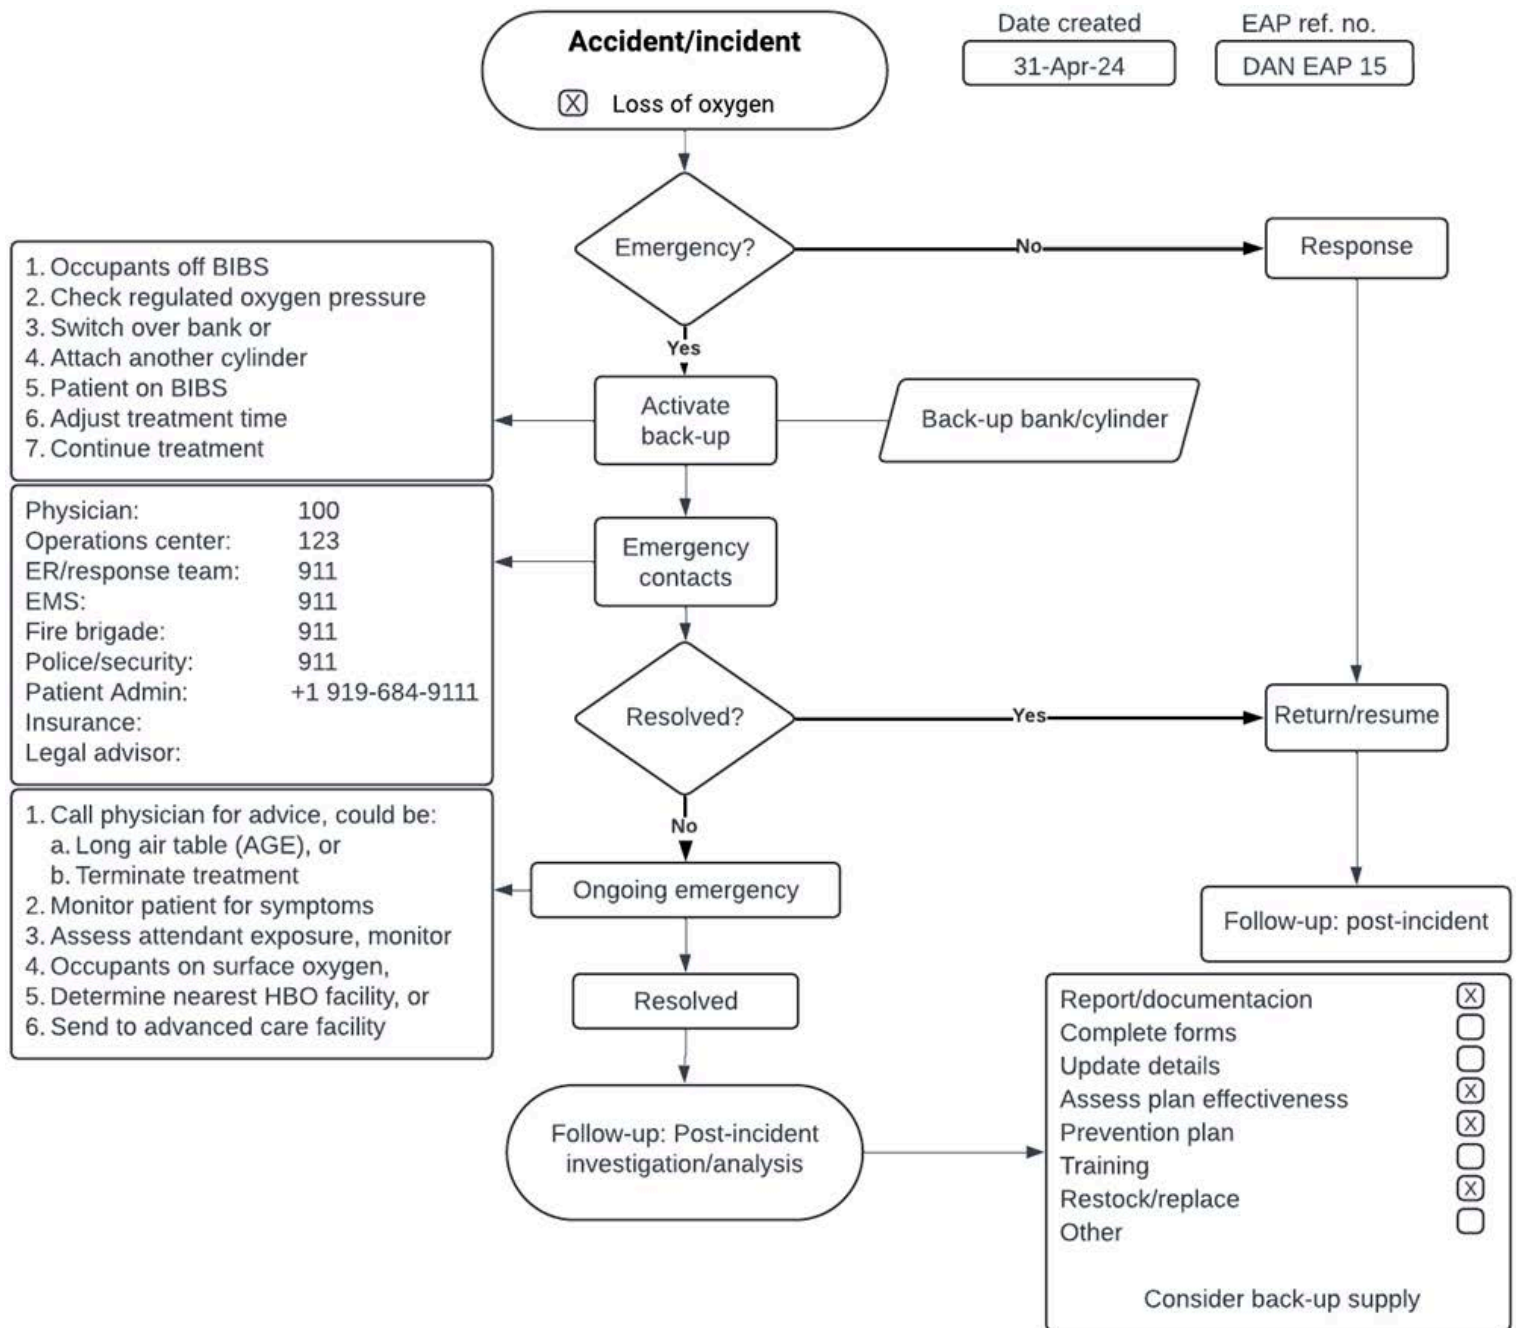 Accident/incident
[X] Loss of oxygen
Date created
31-Apr-24
EAP ref. no.
DAN EAP 15
Emergency?
No
Response
Yes
1. Occupants off BIBS
2. Check regulated oxygen pressure
3. Switch over bank or
4. Attach another cylinder
5. Patient on BIBS
6. Adjust treatment time
7. Continue treatment
Activate
back-up
Back-up bank/cylinder
Physician: 100
Operations center: 123
ER/response team: 911
EMS: 911
Fire brigade: 911
Police/security: 911
Patient Admin: +1 919-684-9111
Insurance:
Legal advisor:
Emergency
contacts
Resolved?
Yes
Return/resume
No
1. Call physician for advice, could be:
a. Long air table (AGE), or
b. Terminate treatment
2. Monitor patient for symptoms
3. Assess attendant exposure, monitor
4. Occupants on surface oxygen,
5. Determine nearest HBO facility, or
6. Send to advanced care facility
Ongoing emergency
Resolved
Follow-up: Post-incident
investigation/analysis
Follow-up: post-incident
Report/documentacion [X]
Complete forms
Update details
Assess plan effectiveness [X]
Prevention plan [X]
Training
Restock/replace [X]
Other
Consider back-up supply